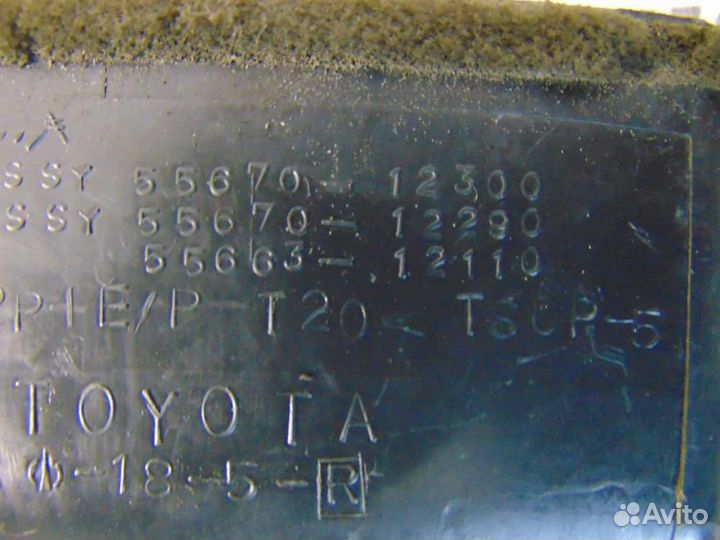 A
SSY 55670-12300
SSY 55670-12290
55663-12110
PP+E/P-T20< TSOP-5
TOYOTA
-18-5-R
Avito